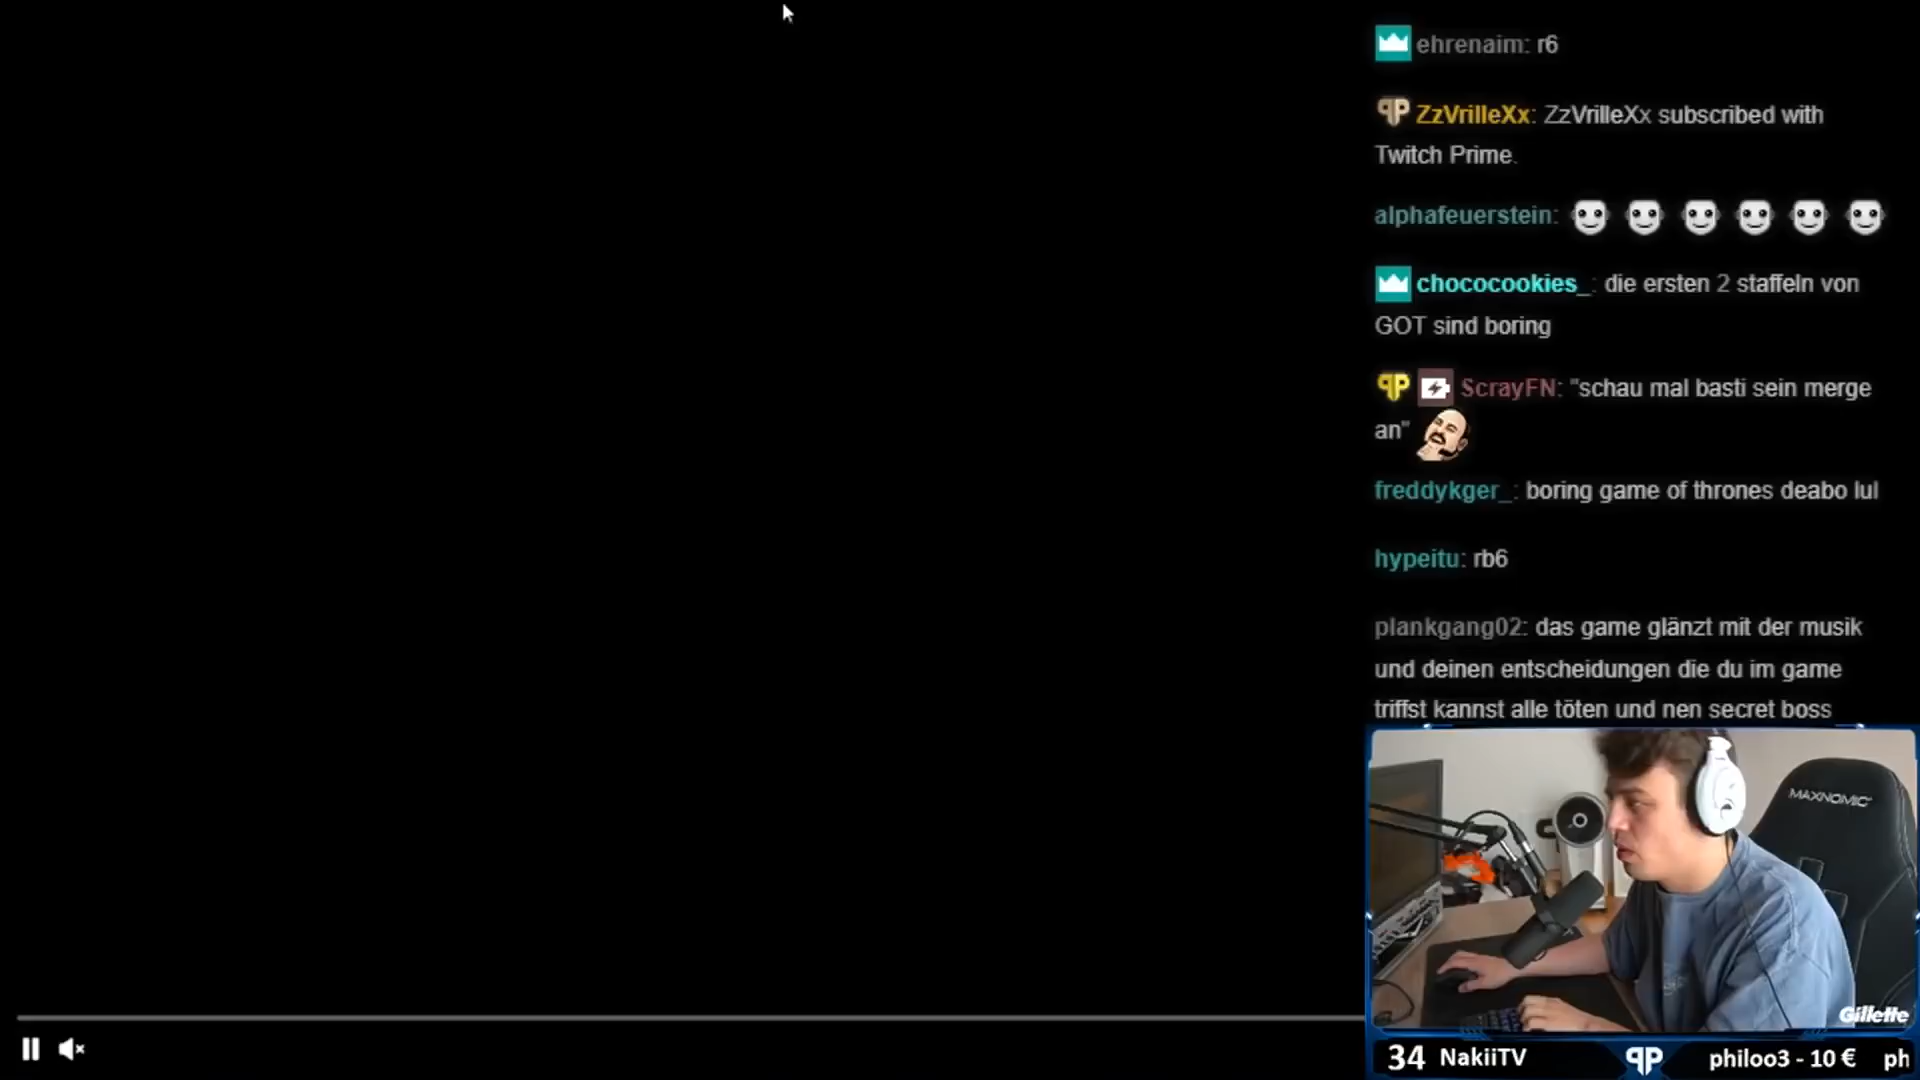 ehrenaim: r6
ZzVrilleXx: ZzVrilleXx subscribed with
Twitch Prime.
alphafeuerstein:
chococookies_: die ersten 2 staffeln von
GOT sind boring
ScrayFN: "schau mal basti sein merge
an"
freddykger_: boring game of thrones deabo lul
hypeitu: rb6
plankgang02: das game glänzt mit der musik
und deinen entscheidungen die du im game
triffst kannst alle töten und nen secret boss
MAXNOMIC
Gillette
34 NakiiTV
philoo3 - 10 € ph